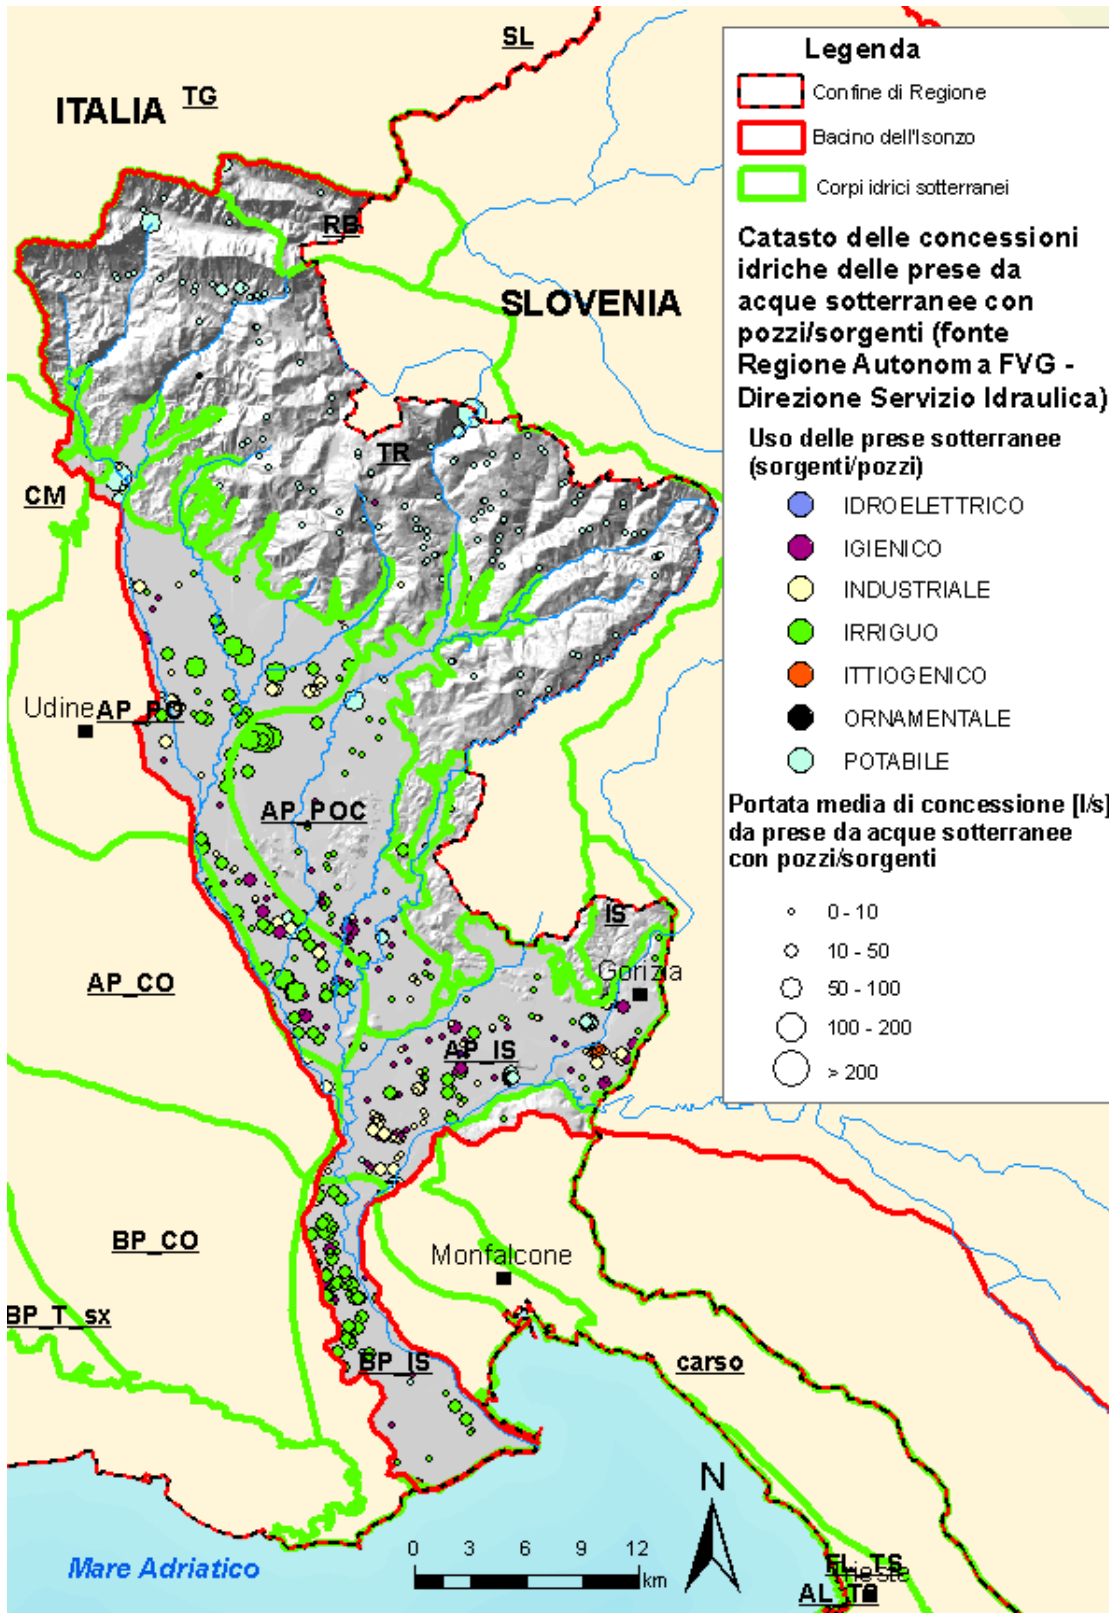 SL
ITALIA
TG
RB
SLOVENIA
TR
CM
Udine
AP_PO
AP_POC
IS
Gorizia
AP_CO
AP_IS
BP_CO
Monfalcone
BP_T_sx
BP_IS
carso
Mare Adriatico
0 3 6 9 12
km
N
FL_TS
Trieste
AL_TS
Legenda
Confine di Regione
Bacino dell'Isonzo
Corpi idrici sotterranei
Catasto delle concessioni
idriche delle prese da
acque sotterranee con
pozzi/sorgenti (fonte
Regione Autonoma FVG -
Direzione Servizio Idraulica)
Uso delle prese sotterranee
(sorgenti/pozzi)
IDROELETTRICO
IGIENICO
INDUSTRIALE
IRRIGUO
ITTIOGENICO
ORNAMENTALE
POTABILE
Portata media di concessione [l/s]
da prese da acque sotterranee
con pozzi/sorgenti
0 - 10
10 - 50
50 - 100
100 - 200
> 200